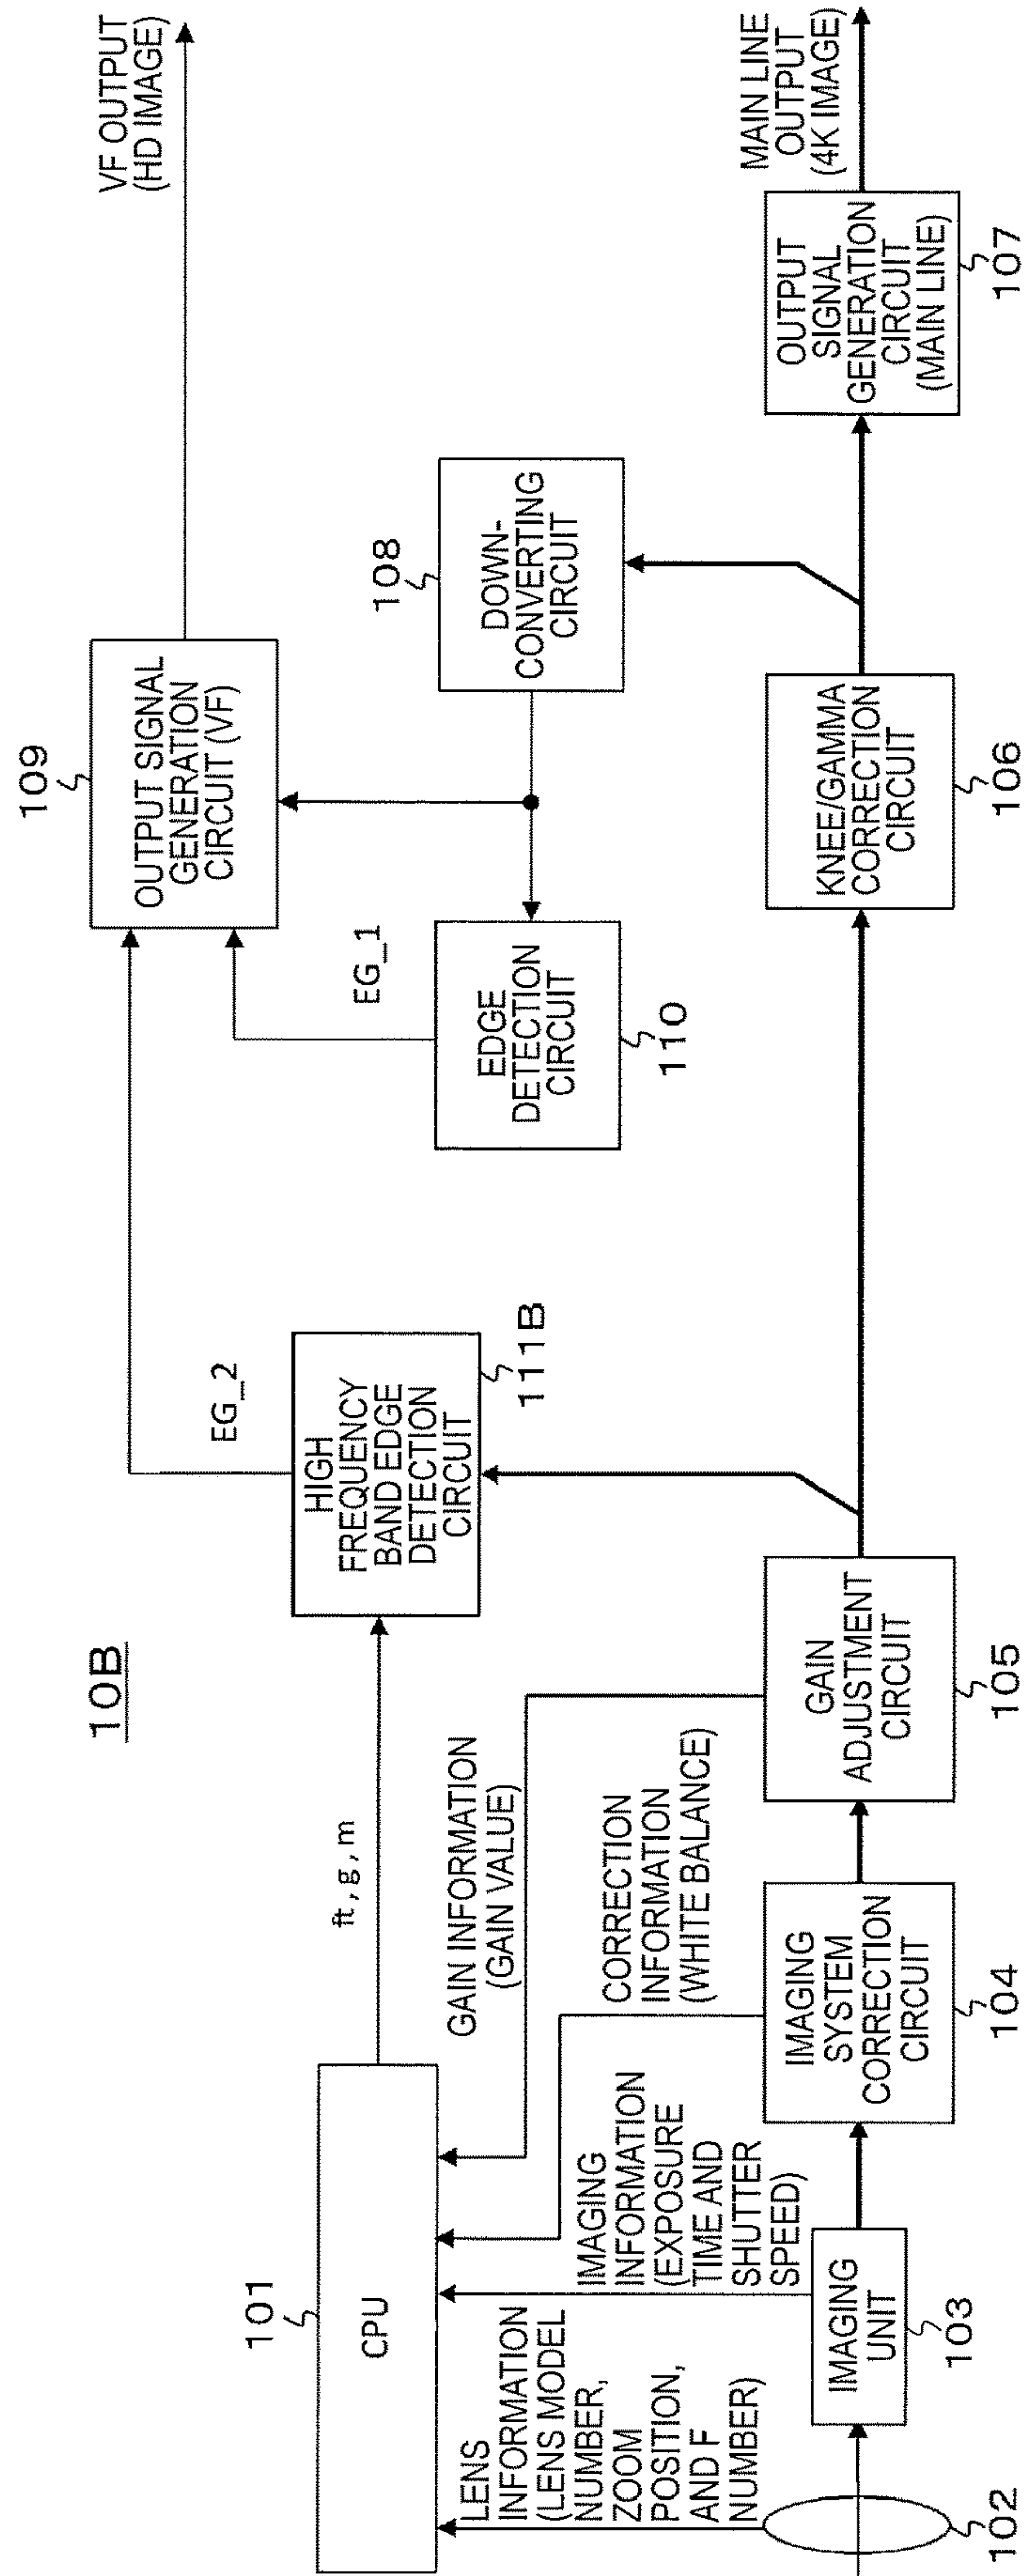 10B
101
CPU
LENS
INFORMATION
(LENS MODEL
NUMBER,
ZOOM
POSITION,
AND F
NUMBER)
102
IMAGING
INFORMATION
(EXPOSURE
TIME AND
SHUTTER
SPEED)
IMAGING
UNIT
103
CORRECTION
INFORMATION
(WHITE BALANCE)
IMAGING
SYSTEM
CORRECTION
CIRCUIT
104
GAIN INFORMATION
(GAIN VALUE)
GAIN
ADJUSTMENT
CIRCUIT
105
ft , g , m
HIGH
FREQUENCY
BAND EDGE
DETECTION
CIRCUIT
111B
EG_2
EDGE
DETECTION
CIRCUIT
110
EG_1
KNEE/GAMMA
CORRECTION
CIRCUIT
106
109
OUTPUT SIGNAL
GENERATION
CIRCUIT (VF)
108
DOWN-
CONVERTING
CIRCUIT
OUTPUT
SIGNAL
GENERATION
CIRCUIT
(MAIN LINE)
107
VF OUTPUT
(HD IMAGE)
MAIN LINE
OUTPUT
(4K IMAGE)